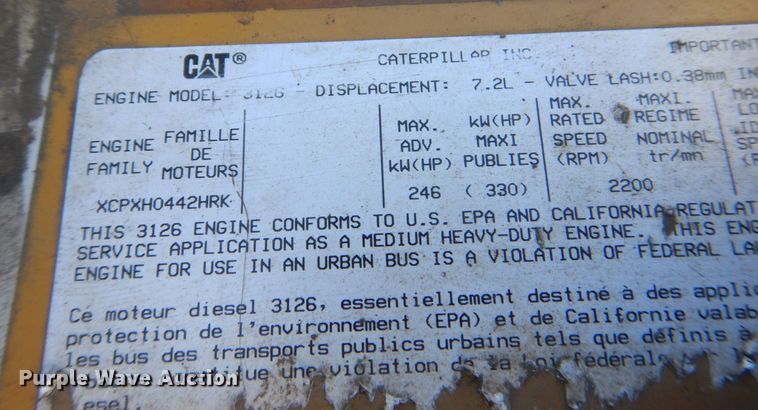 CAT® CATERPILLAR INC. IMPORTANT
ENGINE MODEL: 3126 - DISPLACEMENT: 7.2L - VALVE LASH:0.38mm IN
ENGINE FAMILY
FAMILLE DE MOTEURS
MAX. ADV. kW(HP)
kW(HP) MAXI PUBLIES
MAX. RATED SPEED (RPM)
MAXI. REGIME NOMINAL tr/mn
XCPXH0442HRK 246 (330) 2200
THIS 3126 ENGINE CONFORMS TO U.S. EPA AND CALIFORNIA REGULAT
SERVICE APPLICATION AS A MEDIUM HEAVY-DUTY ENGINE. THIS ENG
ENGINE FOR USE IN AN URBAN BUS IS A VIOLATION OF FEDERAL LA
Ce moteur diesel 3126, essentiellement destiné à des applic
protection de l'environnement (EPA) et de Californie valab
les bus des transports publics urbains tels que définis à
une violation de la loi fédérale
esel.
Purple Wave Auction